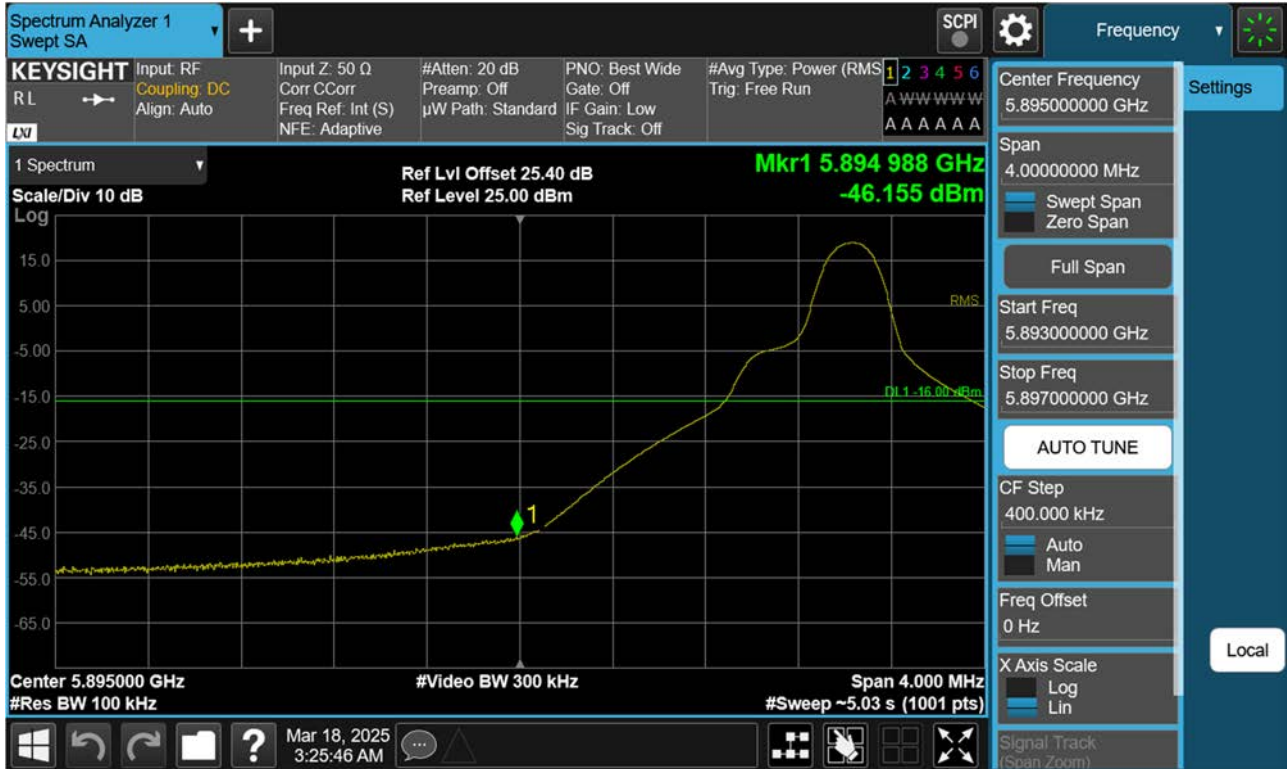 Spectrum Analyzer 1
Swept SA
+
SCPI
Frequency
KEYSIGHT
RL
LXI
Input: RF
Coupling: DC
Align: Auto
Input Z: 50 Ω
Corr CCorr
Freq Ref: Int (S)
NFE: Adaptive
#Atten: 20 dB
Preamp: Off
µW Path: Standard
PNO: Best Wide
Gate: Off
IF Gain: Low
Sig Track: Off
#Avg Type: Power (RMS
Trig: Free Run
1 2 3 4 5 6
A W W W W W
A A A A A A
1 Spectrum
Scale/Div 10 dB
Ref Lvl Offset 25.40 dB
Ref Level 25.00 dBm
Mkr1 5.894 988 GHz
-46.155 dBm
Log
15.0
5.00
-5.00
-15.0
-25.0
-35.0
-45.0
-55.0
-65.0
RMS
DL1 -16.00 dBm
1
Center 5.895000 GHz
#Res BW 100 kHz
#Video BW 300 kHz
Span 4.000 MHz
#Sweep ~5.03 s (1001 pts)
?
Mar 18, 2025
3:25:46 AM
Center Frequency
5.895000000 GHz
Span
4.00000000 MHz
Swept Span
Zero Span
Full Span
Start Freq
5.893000000 GHz
Stop Freq
5.897000000 GHz
AUTO TUNE
CF Step
400.000 kHz
Auto
Man
Freq Offset
0 Hz
X Axis Scale
Log
Lin
Signal Track
(Span Zoom)
Settings
Local